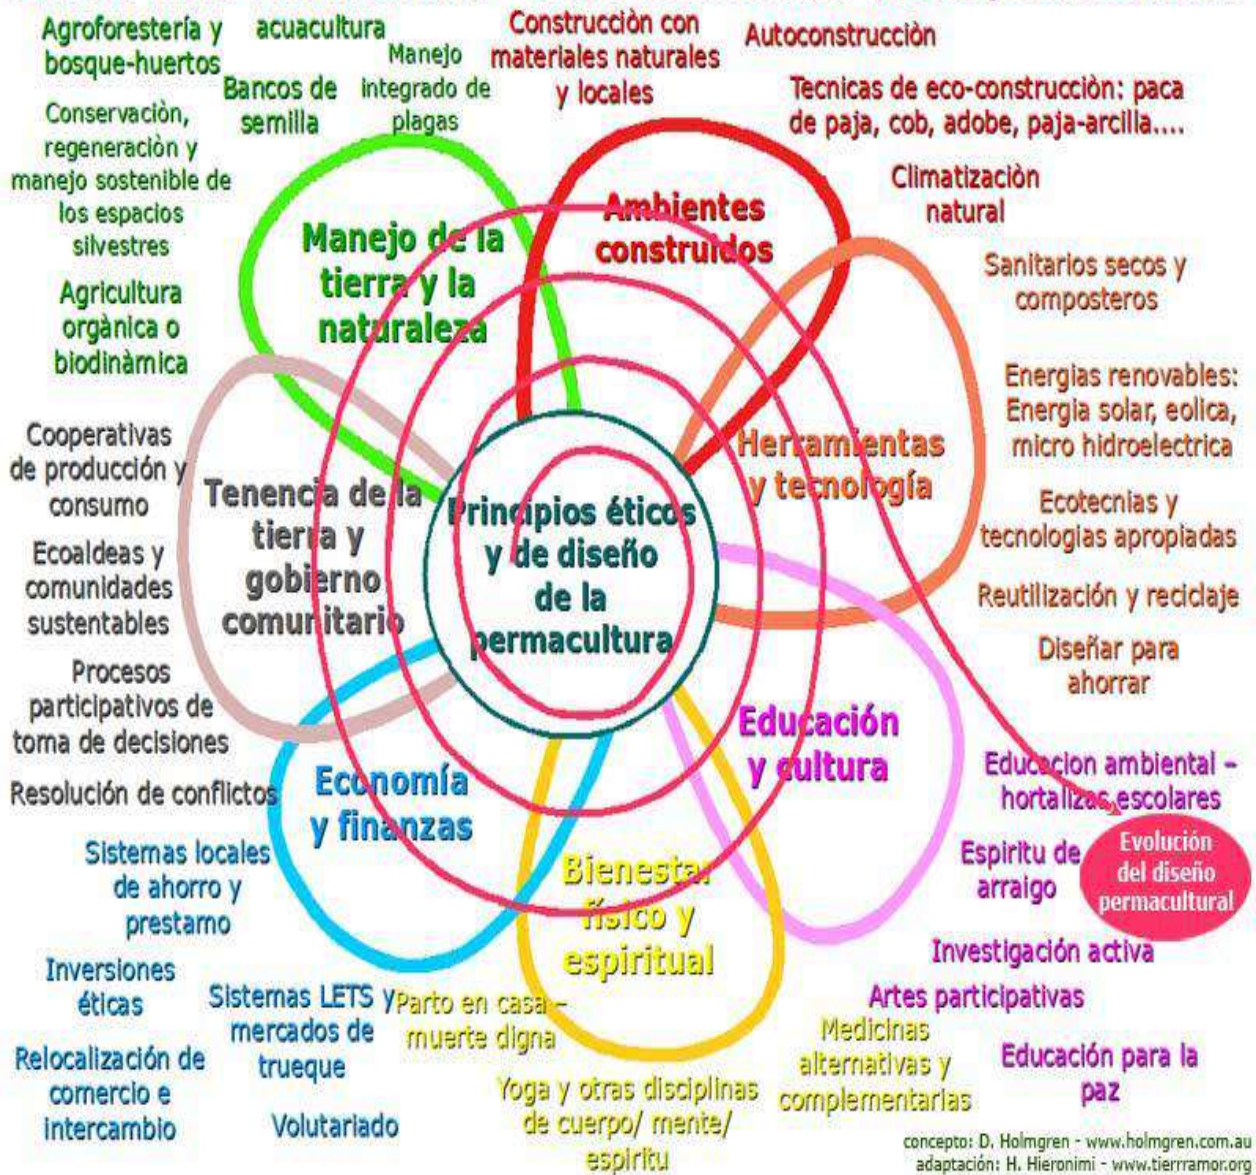 Agroforestería y
bosque-huertos
acuacultura
Bancos de
semilla
Manejo
integrado de
plagas
Conservaciòn,
regeneraciòn y
manejo sostenible de
los espacios
silvestres
Agricultura
orgànica o
biodinàmica
Manejo de la
tierra y la
naturaleza
Construcciòn con
materiales naturales
y locales
Autoconstrucciòn
Tecnicas de eco-construcciòn: paca
de paja, cob, adobe, paja-arcilla....
Climatizaciòn
natural
Ambientes
construidos
Sanitarios secos y
composteros
Energias renovables:
Energia solar, eolica,
micro hidroelectrica
Ecotecnias y
tecnologias apropiadas
Reutilización y reciclaje
Diseñar para
ahorrar
Herramientas
y tecnología
Cooperativas
de producción y
consumo
Ecoaldeas y
comunidades
sustentables
Procesos
participativos de
toma de decisiones
Resolución de conflictos
Tenencia de la
tierra y
gobierno
comunitario
Principios éticos
y de diseño
de la
permacultura
Educación
y cultura
Educacion ambiental –
hortalizas escolares
Espiritu de
arraigo
Evolución
del diseño
permacultural
Investigación activa
Artes participativas
Educación para la
paz
Economía
y finanzas
Sistemas locales
de ahorro y
prestamo
Inversiones
éticas
Sistemas LETS y
mercados de
trueque
Relocalización de
comercio e
intercambio
Volutariado
Bienestar
físico y
espiritual
Parto en casa –
muerte digna
Yoga y otras disciplinas
de cuerpo/ mente/
espiritu
Medicinas
alternativas y
complementarias
concepto: D. Holmgren - www.holmgren.com.au
adaptación: H. Hieronimi - www.tierrramor.org